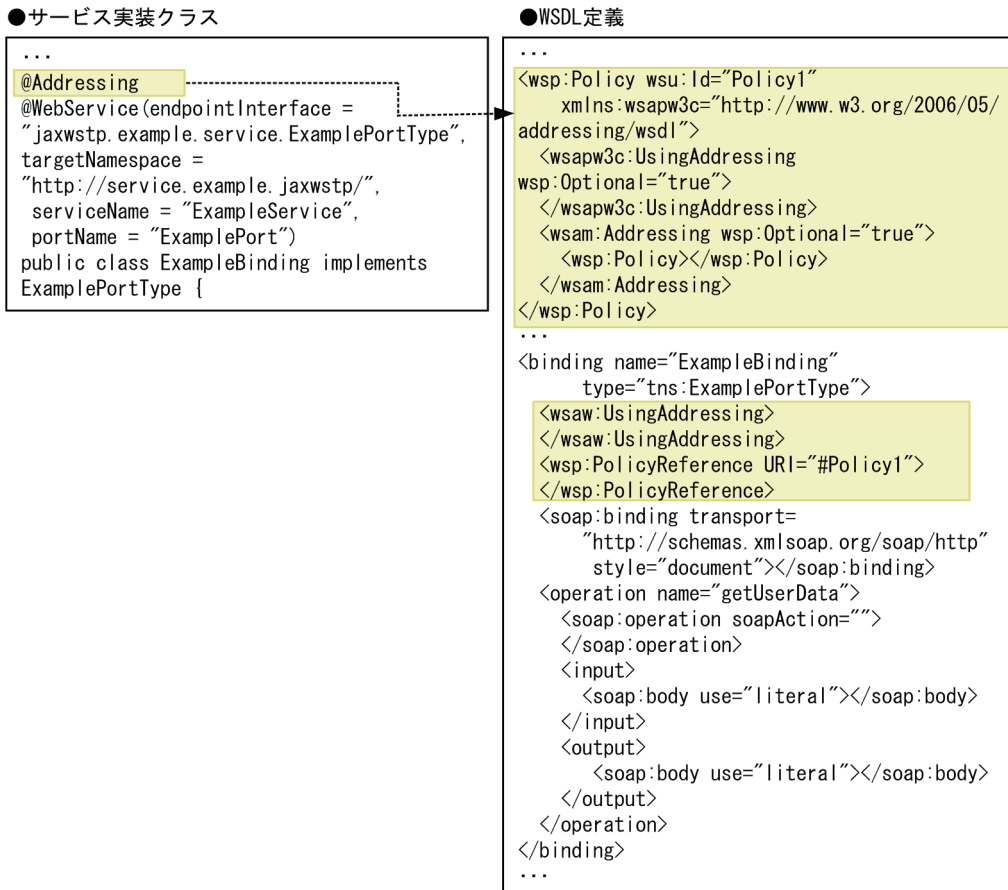 ●サービス実装クラス
...
@Addressing
@WebService(endpointInterface =
"jaxwstp.example.service.ExamplePortType",
targetNamespace =
"http://service.example.jaxwstp/",
 serviceName = "ExampleService",
 portName = "ExamplePort")
public class ExampleBinding implements
ExamplePortType {
●WSDL定義
...
<wsp:Policy wsu:Id="Policy1"
    xmlns:wsapw3c="http://www.w3.org/2006/05/
addressing/wsdl">
  <wsapw3c:UsingAddressing
wsp:Optional="true">
  </wsapw3c:UsingAddressing>
  <wsam:Addressing wsp:Optional="true">
    <wsp:Policy></wsp:Policy>
  </wsam:Addressing>
</wsp:Policy>
...
<binding name="ExampleBinding"
      type="tns:ExamplePortType">
  <wsaw:UsingAddressing>
  </wsaw:UsingAddressing>
  <wsp:PolicyReference URI="#Policy1">
  </wsp:PolicyReference>
  <soap:binding transport=
      "http://schemas.xmlsoap.org/soap/http"
       style="document"></soap:binding>
  <operation name="getUserData">
    <soap:operation soapAction="">
    </soap:operation>
    <input>
      <soap:body use="literal"></soap:body>
    </input>
    <output>
       <soap:body use="literal"></soap:body>
    </output>
  </operation>
</binding>
...